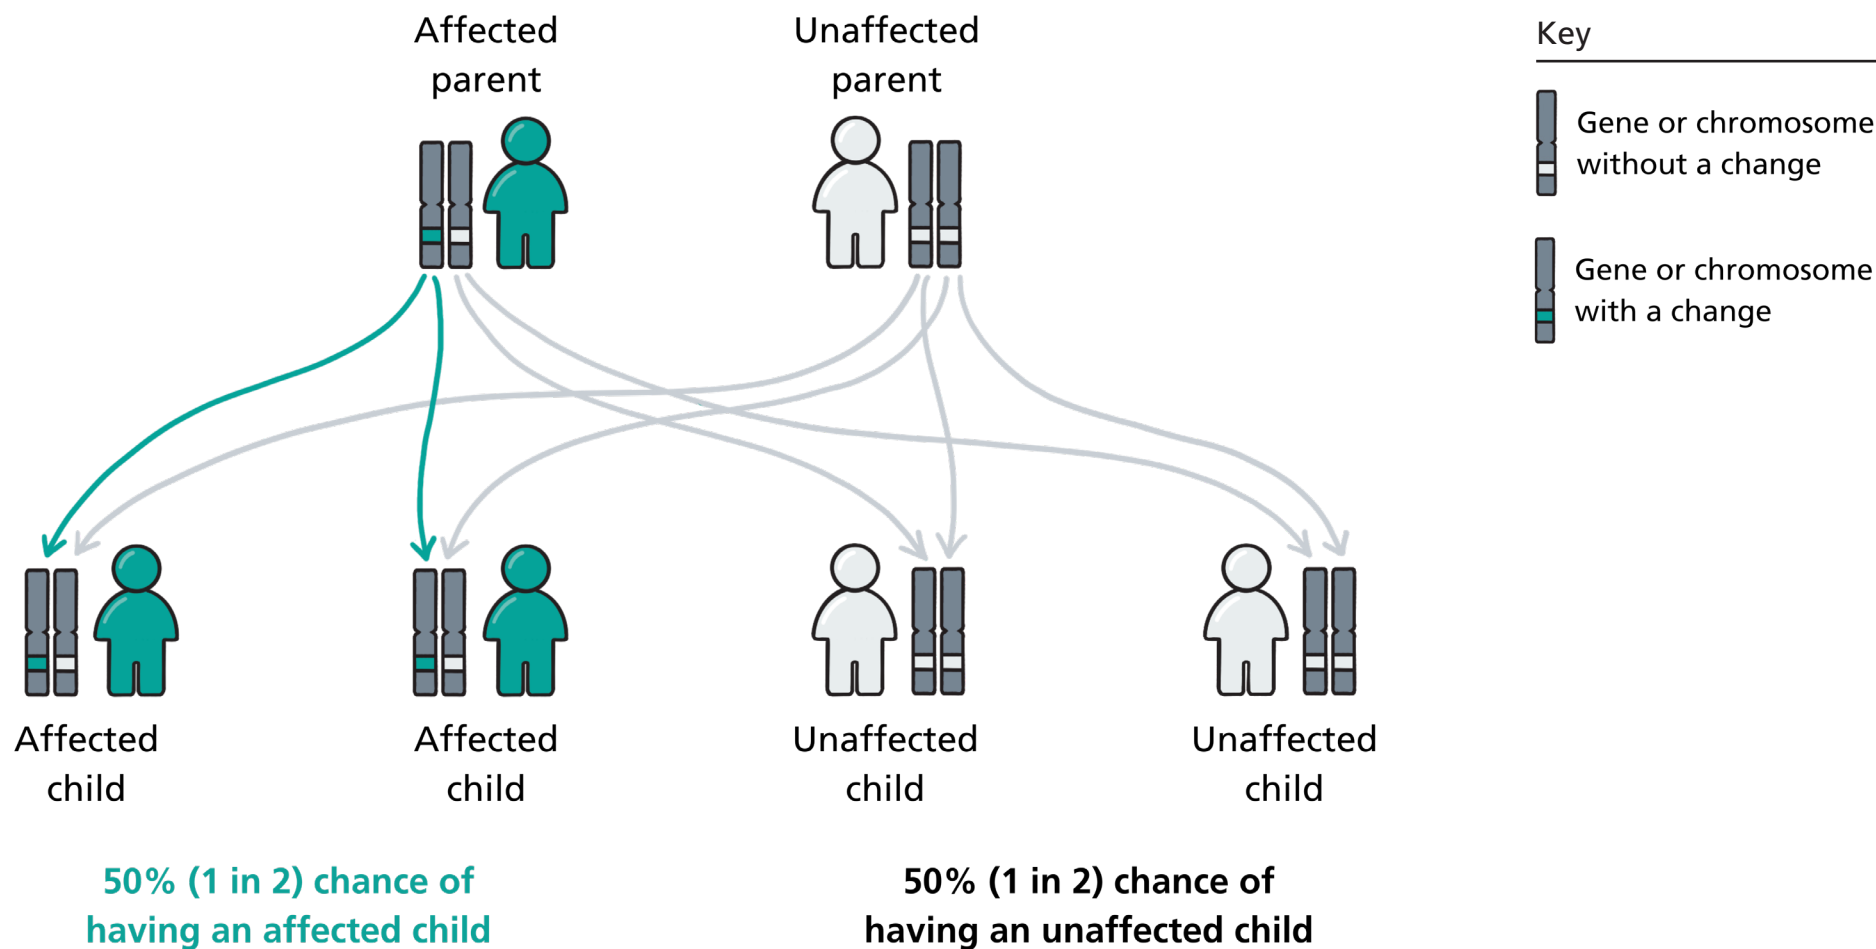 Affected
parent
Unaffected
parent
Key
Gene or chromosome
without a change
Gene or chromosome
with a change
Affected
child
Affected
child
Unaffected
child
Unaffected
child
50% (1 in 2) chance of
having an affected child
50% (1 in 2) chance of
having an unaffected child